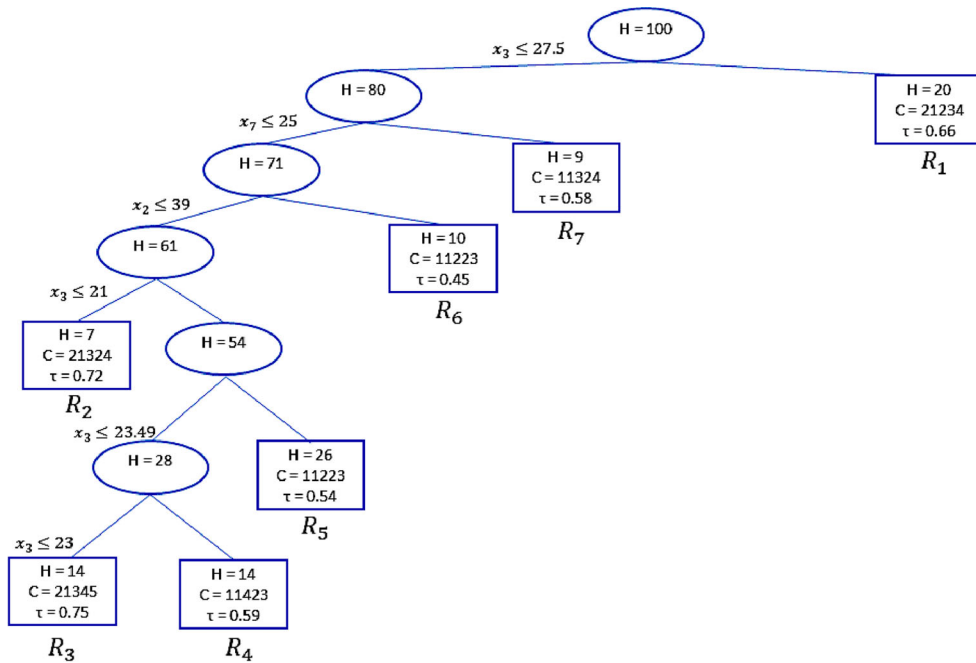 H = 100
x₃ ≤ 27.5
H = 80
H = 20
C = 21234
τ = 0.66
R₁
x₇ ≤ 25
H = 71
H = 9
C = 11324
τ = 0.58
R₇
x₂ ≤ 39
H = 61
H = 10
C = 11223
τ = 0.45
R₆
x₃ ≤ 21
H = 7
C = 21324
τ = 0.72
R₂
H = 54
x₃ ≤ 23.49
H = 28
H = 26
C = 11223
τ = 0.54
R₅
x₃ ≤ 23
H = 14
C = 21345
τ = 0.75
R₃
H = 14
C = 11423
τ = 0.59
R₄